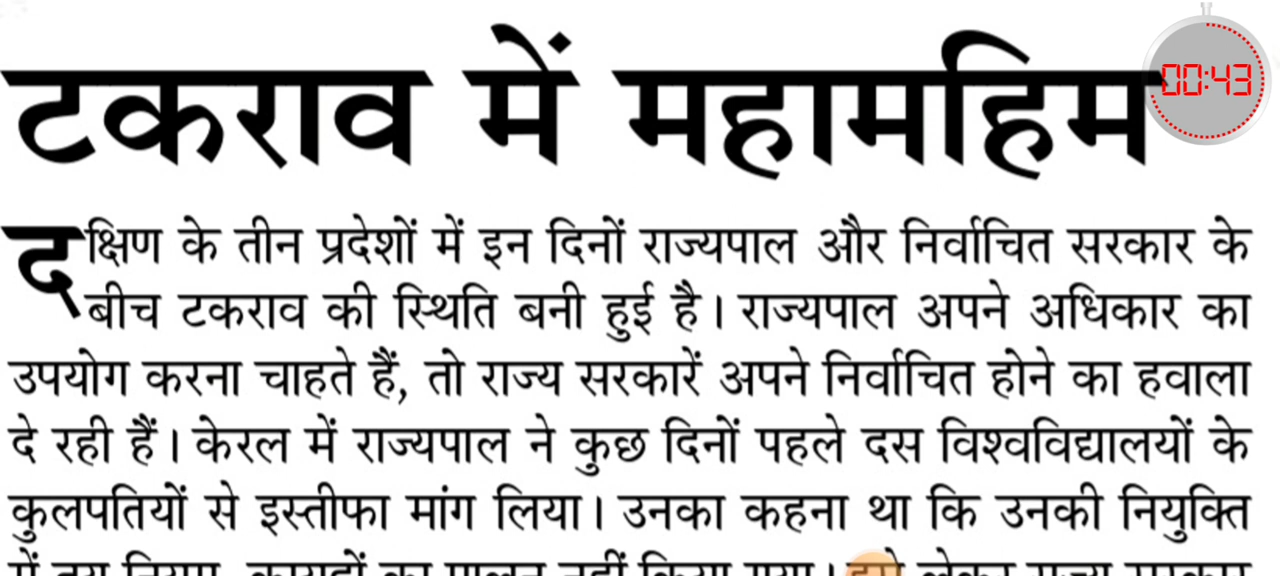 टकराव में महामहिम
00:43
दक्षिण के तीन प्रदेशों में इन दिनों राज्यपाल और निर्वाचित सरकार के
बीच टकराव की स्थिति बनी हुई है। राज्यपाल अपने अधिकार का
उपयोग करना चाहते हैं, तो राज्य सरकारें अपने निर्वाचित होने का हवाला
दे रही हैं। केरल में राज्यपाल ने कुछ दिनों पहले दस विश्वविद्यालयों के
कुलपतियों से इस्तीफा मांग लिया। उनका कहना था कि उनकी नियुक्ति